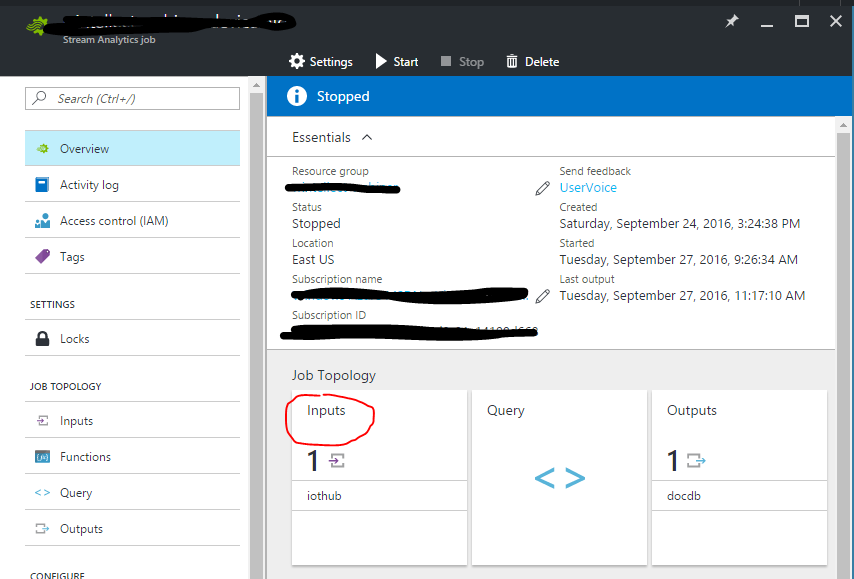 Stream Analytics job
Settings
Start
Stop
Delete
Search (Ctrl+/)
Overview
Activity log
Access control (IAM)
Tags
SETTINGS
Locks
JOB TOPOLOGY
Inputs
Functions
Query
Outputs
CONFIGURE
Stopped
Essentials
Resource group
Status
Stopped
Location
East US
Subscription name
Subscription ID
Send feedback
UserVoice
Created
Saturday, September 24, 2016, 3:24:38 PM
Started
Tuesday, September 27, 2016, 9:26:34 AM
Last output
Tuesday, September 27, 2016, 11:17:10 AM
Job Topology
Inputs
1
iothub
Query
< >
Outputs
1
docdb